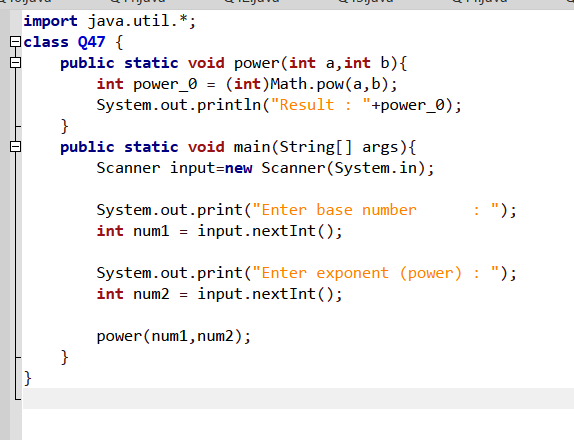 import java.util.*;
class Q47 {
    public static void power(int a,int b){
        int power_0 = (int)Math.pow(a,b);
        System.out.println("Result : "+power_0);
    }
    public static void main(String[] args){
        Scanner input=new Scanner(System.in);

        System.out.print("Enter base number      : ");
        int num1 = input.nextInt();

        System.out.print("Enter exponent (power) : ");
        int num2 = input.nextInt();

        power(num1,num2);
    }
}